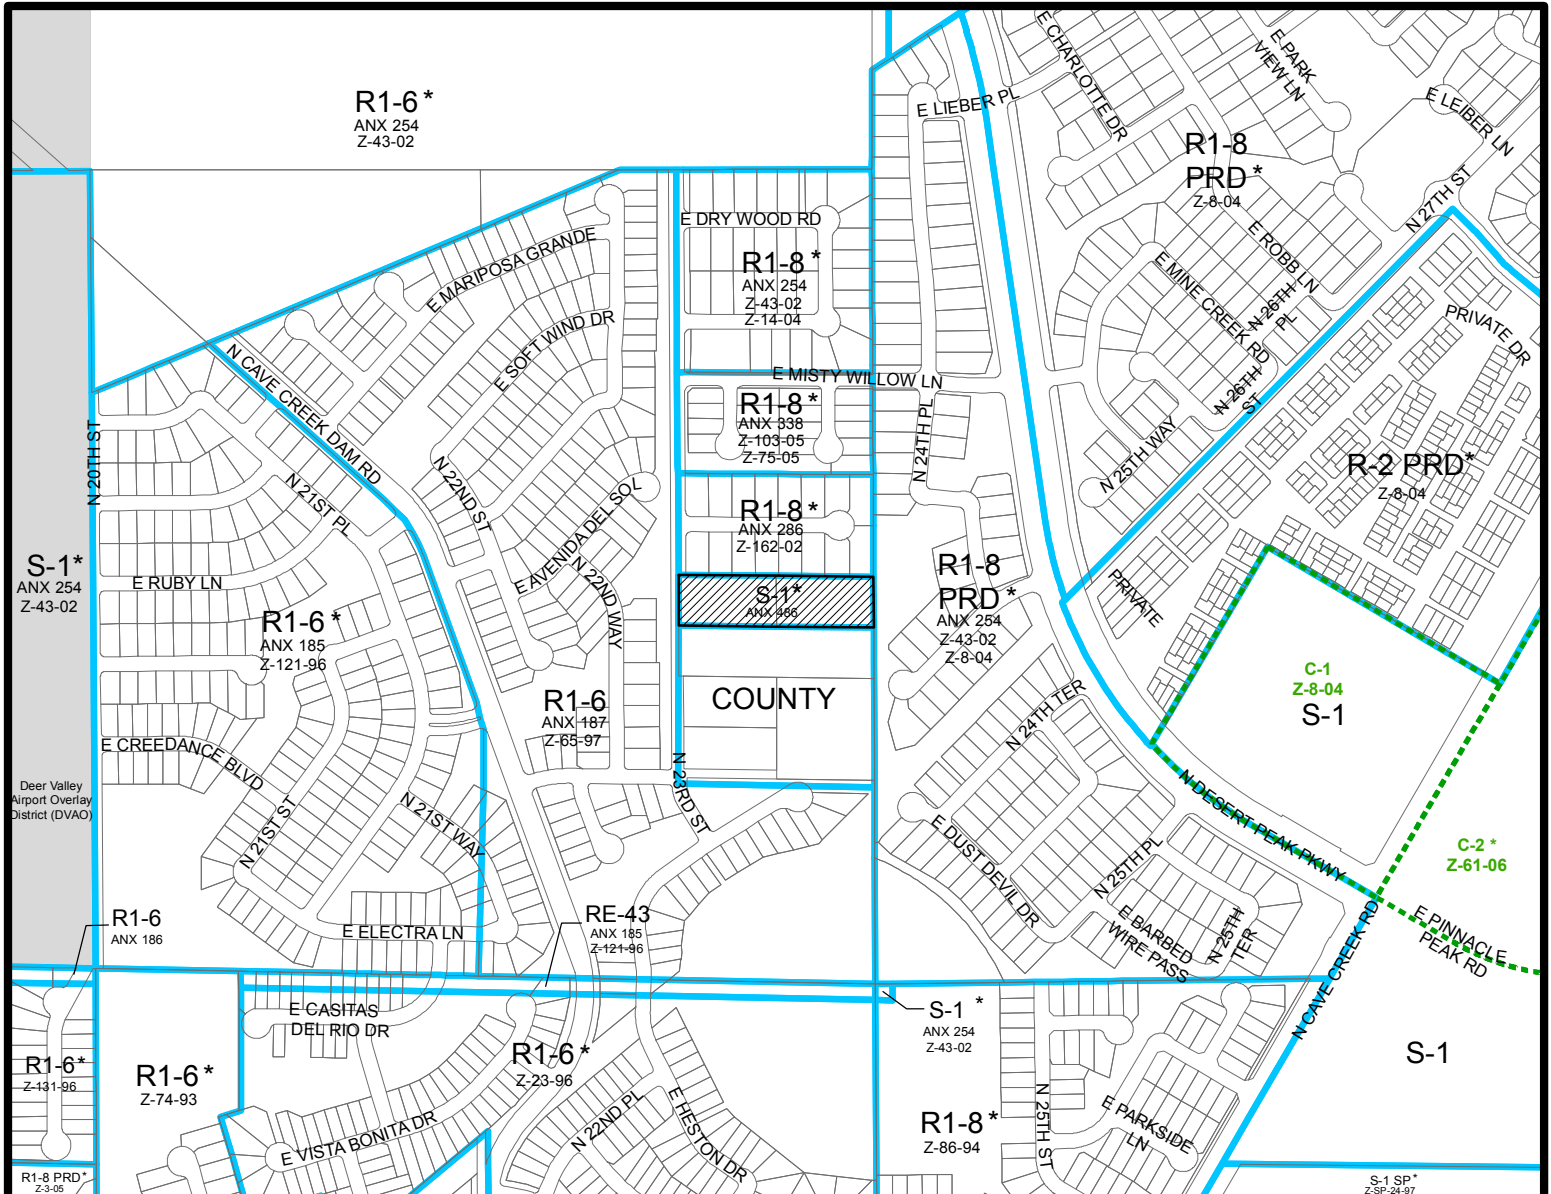 R1-6 *
ANX 254
Z-43-02
E CHARLOTTE DR
E PARK
VIEW LN
E LIEBER PL
E LEIBER LN
R1-8
PRD *
Z-8-04
N 27TH ST
E DRY WOOD RD
E MARIPOSA GRANDE
R1-8 *
ANX 254
Z-43-02
Z-14-04
E ROBB LN
E MINE CREEK RD
N 26TH
PL
PRIVATE DR
E SOFT WIND DR
N CAVE CREEK DAM RD
E MISTY WILLOW LN
N 26TH
ST
R1-8 *
ANX 338
Z-103-05
Z-75-05
N 24TH PL
N 25TH WAY
N 20TH ST
N 21ST PL
N 22ND ST
R-2 PRD *
Z-8-04
E AVENIDA DEL SOL
R1-8 *
ANX 286
Z-162-02
S-1 *
ANX 254
Z-43-02
E RUBY LN
N 22ND WAY
S-1 *
ANX 486
R1-8
PRD *
ANX 254
Z-43-02
Z-8-04
PRIVATE
R1-6 *
ANX 185
Z-121-96
C-1
Z-8-04
S-1
R1-6
ANX 187
Z-65-97
COUNTY
N 24TH TER
E CREEDANCE BLVD
N 23RD ST
Deer Valley
Airport Overlay
District (DVAO)
N 21ST ST
N 21ST WAY
N DESERT PEAK PKWY
E DUST DEVIL DR
N 25TH PL
C-2 *
Z-61-06
R1-6
ANX 186
E ELECTRA LN
RE-43
ANX 185
Z-121-96
E BARBED
WIRE PASS
N 25TH
TER
E PINNACLE
PEAK RD
N CAVE CREEK RD
E CASITAS
DEL RIO DR
S-1 *
ANX 254
Z-43-02
R1-6 *
Z-131-96
R1-6 *
Z-74-93
R1-6 *
Z-23-96
S-1
E VISTA BONITA DR
N 22ND PL
E HESTON DR
R1-8 *
Z-86-94
N 25TH ST
E PARKSIDE
LN
R1-8 PRD *
Z-3-05
S-1 SP *
Z-SP-24-97